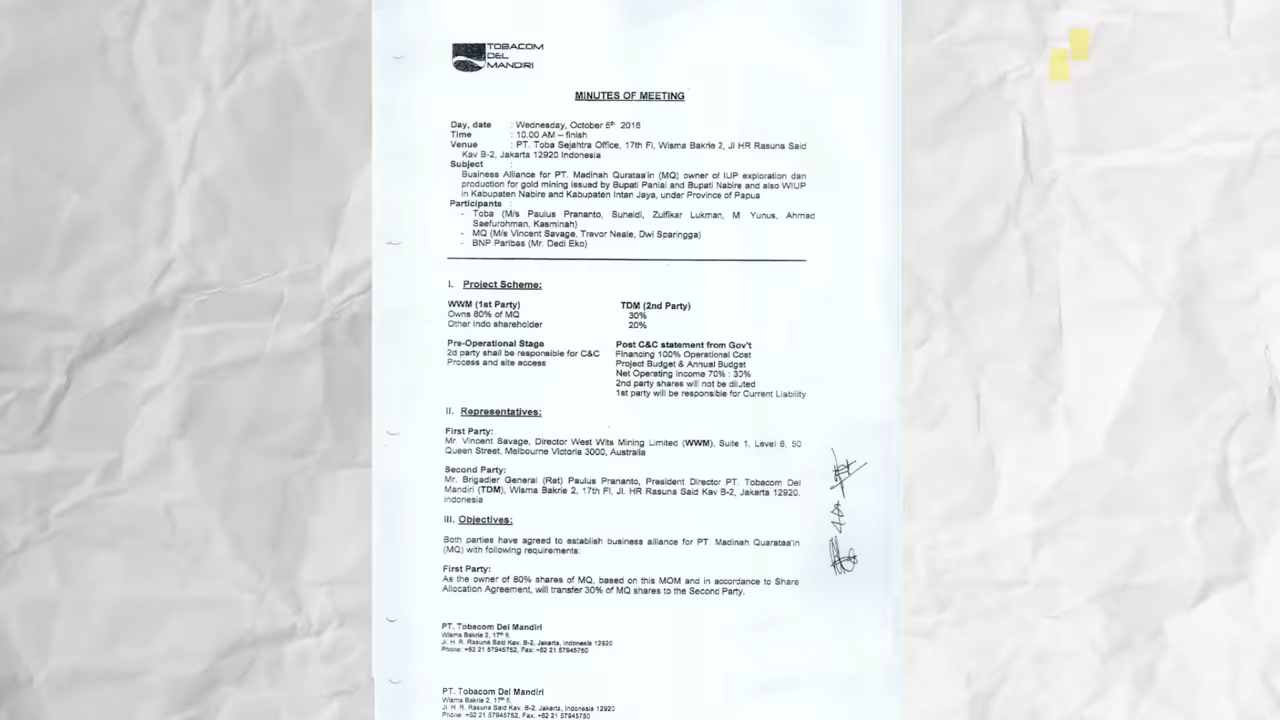 TOBACOM
DEL
MANDIRI
MINUTES OF MEETING
Day, date : Wednesday, October 5th 2016
Time : 10.00 AM – finish
Venue : PT. Toba Sejahtra Office, 17th Fl, Wisma Bakrie 2, Jl HR Rasuna Said
Kav B-2, Jakarta 12920 Indonesia
Subject :
Business Alliance for PT. Madinah Qurataa'in (MQ) owner of IUP exploration dan
production for gold mining issued by Bupati Paniai and Bupati Nabire and also WIUP
in Kabupaten Nabire and Kabupaten Intan Jaya, under Province of Papua
Participants :
- Toba (M/s Paulus Prananto, Suheidi, Zulfikar Lukman, M Yunus, Ahmad
Saefurohman, Kasminah)
- MQ (M/s Vincent Savage, Trevor Neale, Dwi Sparingga)
- BNP Paribas (Mr. Dedi Eko)
I. Project Scheme:
WWM (1st Party) TDM (2nd Party)
Owns 80% of MQ 30%
Other Indo shareholder 20%
Pre-Operational Stage Post C&C statement from Gov't
2d party shall be responsible for C&C Financing 100% Operational Cost
Process and site access Project Budget & Annual Budget
Net Operating Income 70% : 30%
2nd party shares will not be diluted
1st party will be responsible for Current Liability
II. Representatives:
First Party:
Mr. Vincent Savage, Director West Wits Mining Limited (WWM), Suite 1, Level 6, 50
Queen Street, Melbourne Victoria 3000, Australia
Second Party:
Mr. Brigadier General (Ret) Paulus Prananto, President Director PT. Tobacom Del
Mandiri (TDM), Wisma Bakrie 2, 17th Fl, Jl. HR Rasuna Said Kav B-2, Jakarta 12920.
indonesia
III. Objectives:
Both parties have agreed to establish business alliance for PT. Madinah Quarataa'in
(MQ) with following requirements:
First Party:
As the owner of 80% shares of MQ, based on this MOM and in accordance to Share
Allocation Agreement, will transfer 30% of MQ shares to the Second Party.
PT. Tobacom Del Mandiri
Wisma Bakrie 2, 17th fl.
Jl. H. R. Rasuna Said Kav. B-2, Jakarta, Indonesia 12920
Phone: +62 21 57945752, Fax: +62 21 57945750
PT. Tobacom Del Mandiri
Wisma Bakrie 2, 17th fl.
Jl. H. R. Rasuna Said Kav. B-2, Jakarta, Indonesia 12920
Phone: +62 21 57945752, Fax: +62 21 57945750